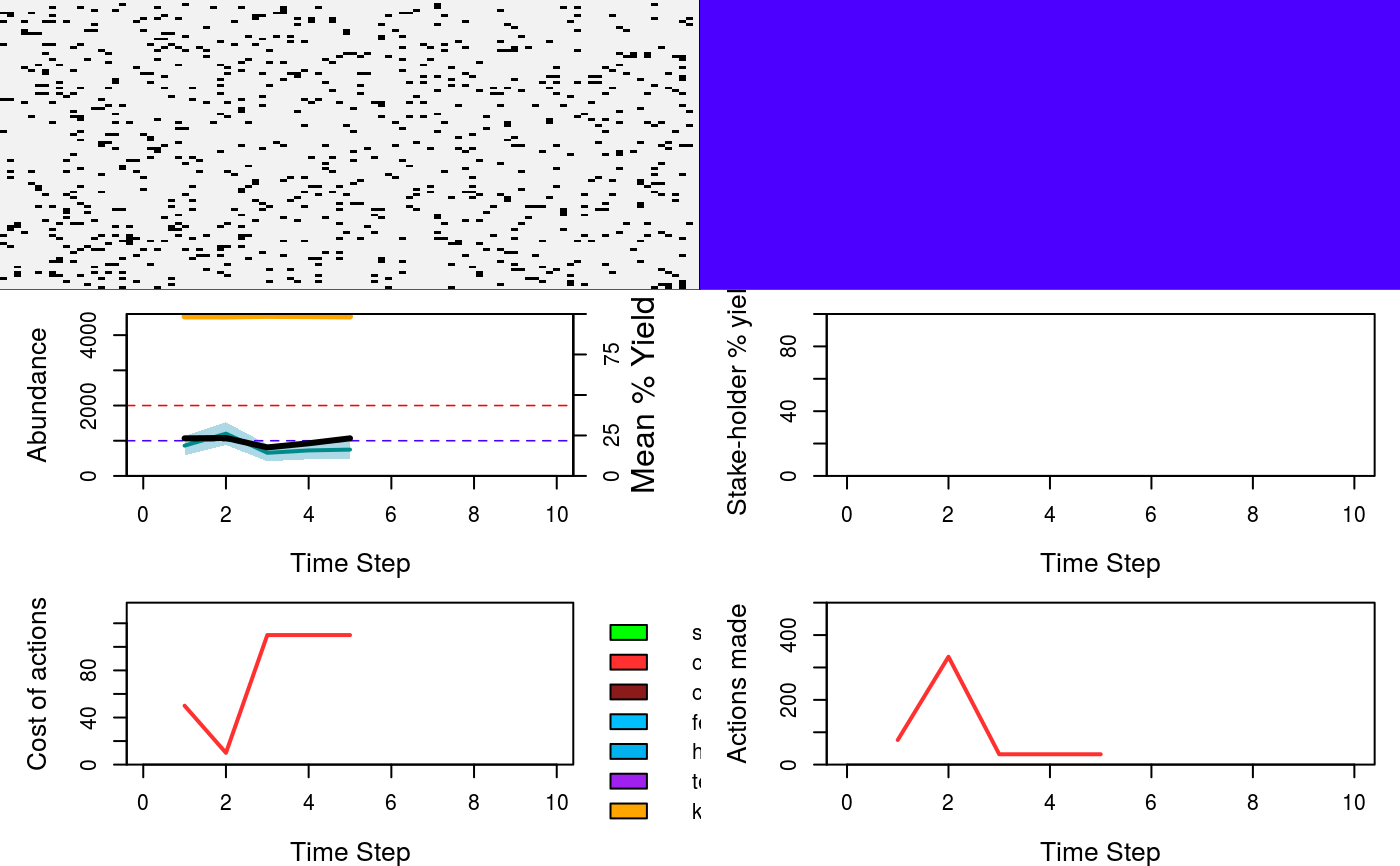 Abundance
0
2000
4000
0
25
75
Mean % Yield
0 2 4 6 8 10
Time Step
Stake-holder % yiel
0
40
80
0 2 4 6 8 10
Time Step
Cost of actions
0
40
80
0 2 4 6 8 10
Time Step
s
c
c
fe
h
te
k
Actions made
0
200
400
0 2 4 6 8 10
Time Step